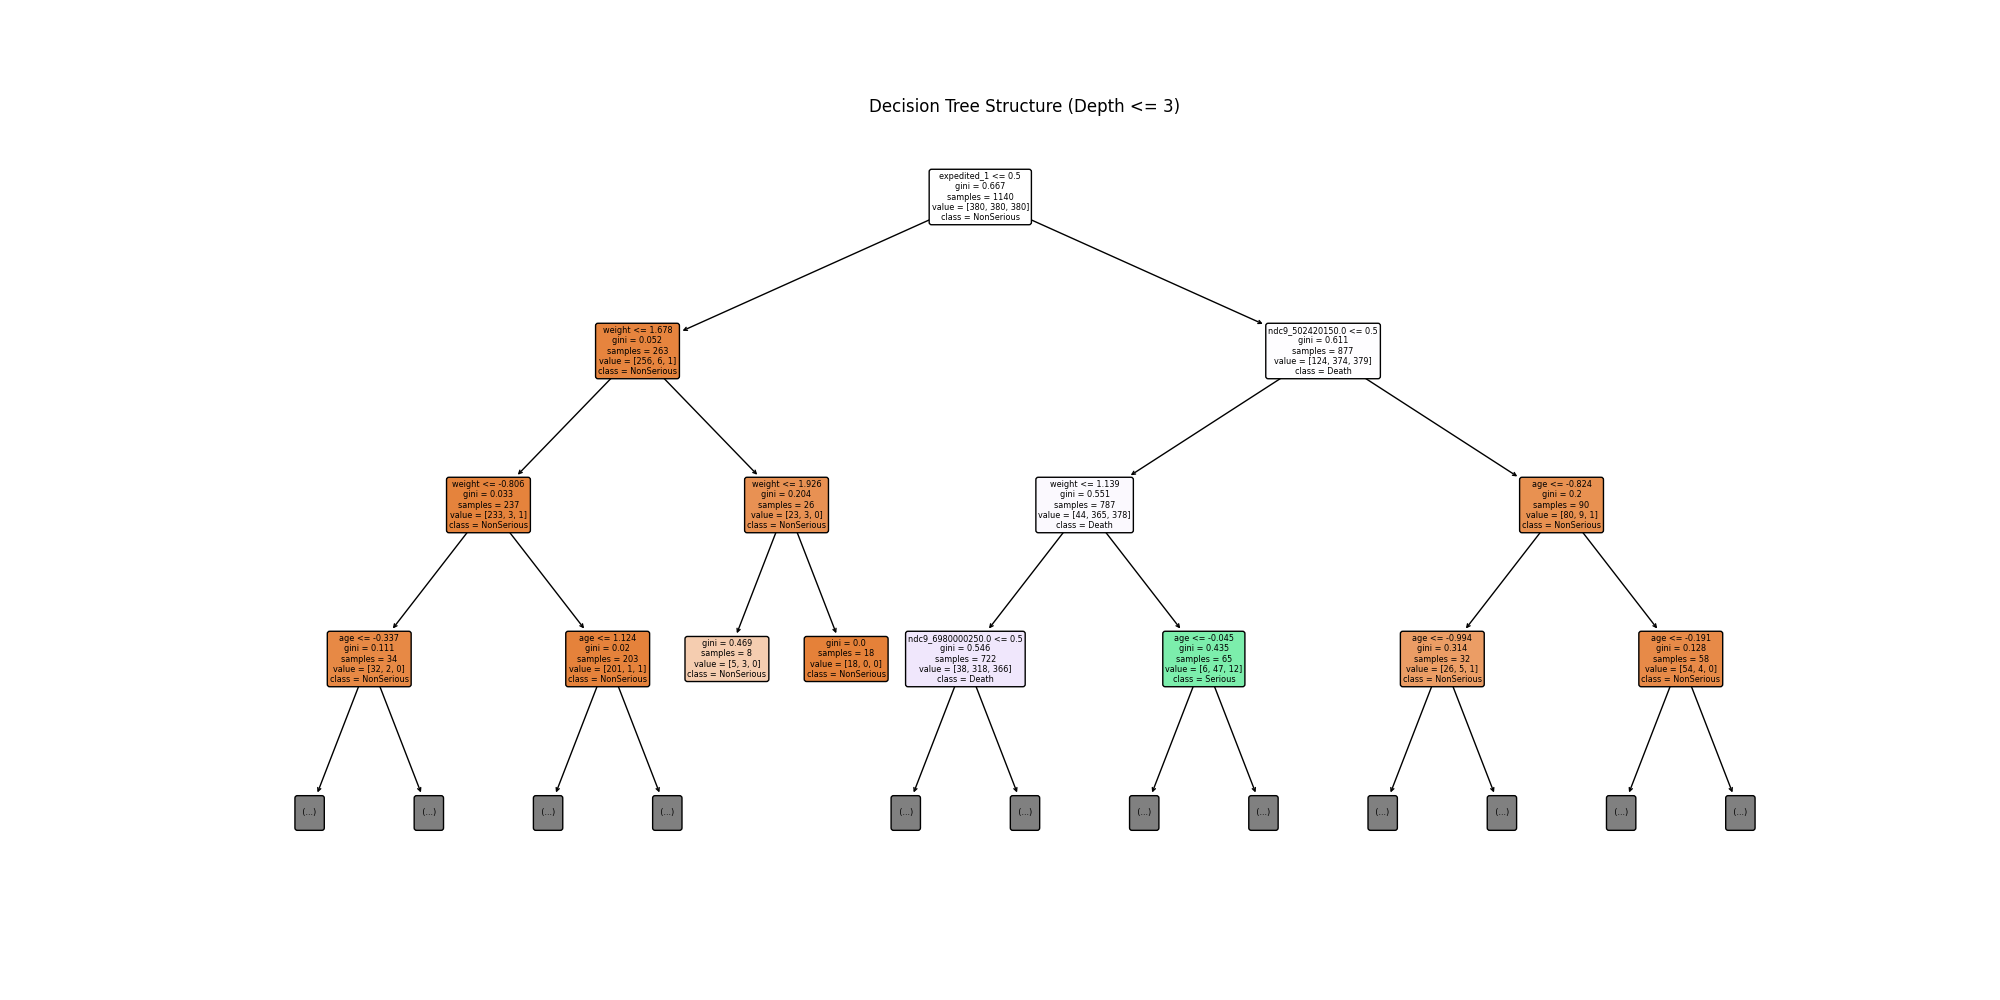 Decision Tree Structure (Depth <= 3)
expedited_1 <= 0.5
gini = 0.667
samples = 1140
value = [380, 380, 380]
class = NonSerious
weight <= 1.678
gini = 0.052
samples = 263
value = [256, 6, 1]
class = NonSerious
ndc9_502420150.0 <= 0.5
gini = 0.611
samples = 877
value = [124, 374, 379]
class = Death
weight <= -0.806
gini = 0.033
samples = 237
value = [233, 3, 1]
class = NonSerious
weight <= 1.926
gini = 0.204
samples = 26
value = [23, 3, 0]
class = NonSerious
weight <= 1.139
gini = 0.551
samples = 787
value = [44, 365, 378]
class = Death
age <= -0.824
gini = 0.2
samples = 90
value = [80, 9, 1]
class = NonSerious
age <= -0.337
gini = 0.111
samples = 34
value = [32, 2, 0]
class = NonSerious
age <= 1.124
gini = 0.02
samples = 203
value = [201, 1, 1]
class = NonSerious
gini = 0.469
samples = 8
value = [5, 3, 0]
class = NonSerious
gini = 0.0
samples = 18
value = [18, 0, 0]
class = NonSerious
ndc9_6980000250.0 <= 0.5
gini = 0.546
samples = 722
value = [38, 318, 366]
class = Death
age <= -0.045
gini = 0.435
samples = 65
value = [6, 47, 12]
class = Serious
age <= -0.994
gini = 0.314
samples = 32
value = [26, 5, 1]
class = NonSerious
age <= -0.191
gini = 0.128
samples = 58
value = [54, 4, 0]
class = NonSerious
(...)
(...)
(...)
(...)
(...)
(...)
(...)
(...)
(...)
(...)
(...)
(...)